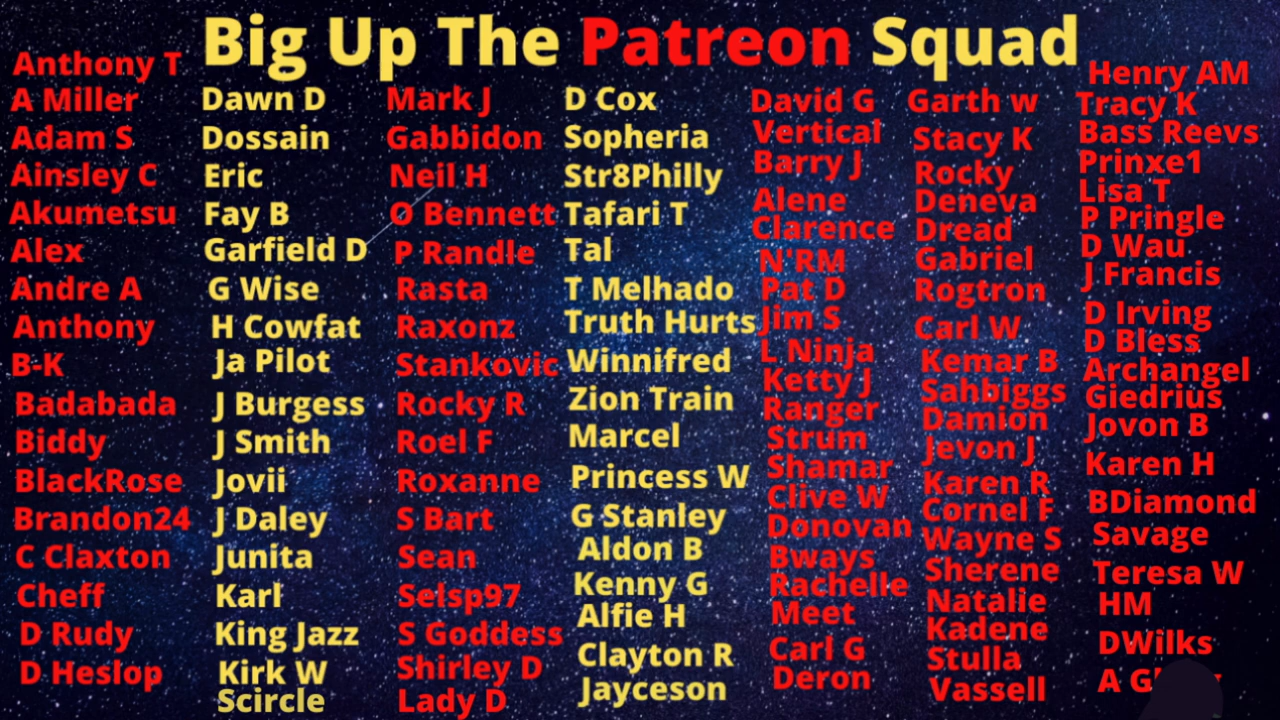 Big Up The Patreon Squad
Anthony T
A Miller
Adam S
Ainsley C
Akumetsu
Alex
Andre A
Anthony
B-K
Badabada
Biddy
BlackRose
Brandon24
C Claxton
Cheff
D Rudy
D Heslop
Dawn D
Dossain
Eric
Fay B
Garfield D
G Wise
H Cowfat
Ja Pilot
J Burgess
J Smith
Jovii
J Daley
Junita
Karl
King Jazz
Kirk W
Scircle
Mark J
Gabbidon
Neil H
O Bennett
P Randle
Rasta
Raxonz
Stankovic
Rocky R
Roel F
Roxanne
S Bart
Sean
Selsp97
S Goddess
Shirley D
Lady D
D Cox
Sopheria
Str8Philly
Tafari T
Tal
T Melhado
Truth Hurts
Winnifred
Zion Train
Marcel
Princess W
G Stanley
Aldon B
Kenny G
Alfie H
Clayton R
Jayceson
David G
Vertical
Barry J
Alene
Clarence
N'RM
Pat D
Jim S
L Ninja
Ketty J
Ranger
Strum
Shamar
Clive W
Donovan
Bways
Rachelle
Meet
Carl G
Deron
Garth w
Stacy K
Rocky
Deneva
Dread
Gabriel
Rogtron
Carl W
Kemar B
Sahbiggs
Damion
Jevon J
Karen R
Cornel F
Wayne S
Sherene
Natalie
Kadene
Stulla
Vassell
Henry AM
Tracy K
Bass Reevs
Prinxe1
Lisa T
P Pringle
D Wau
J Francis
D Irving
D Bless
Archangel
Giedrius
Jovon B
Karen H
BDiamond
Savage
Teresa W
HM
DWilks
A